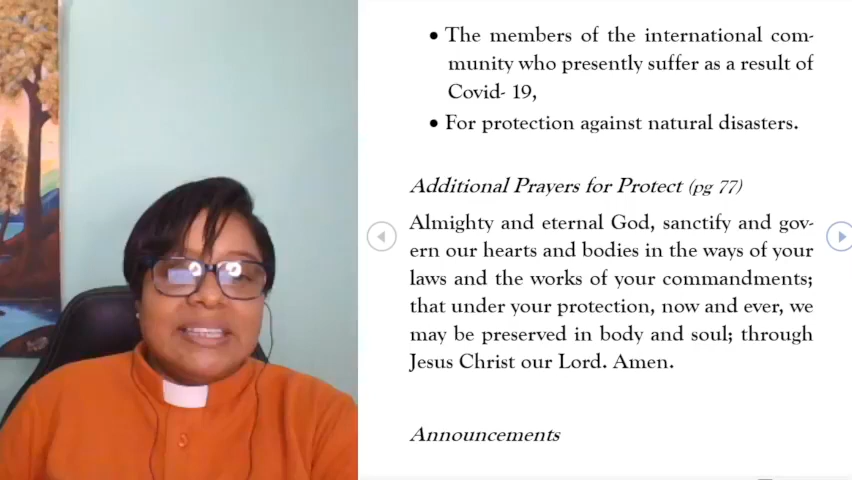 • The members of the international com-
munity who presently suffer as a result of
Covid- 19,
• For protection against natural disasters.
Additional Prayers for Protect (pg 77)
Almighty and eternal God, sanctify and gov-
ern our hearts and bodies in the ways of your
laws and the works of your commandments;
that under your protection, now and ever, we
may be preserved in body and soul; through
Jesus Christ our Lord. Amen.
Announcements